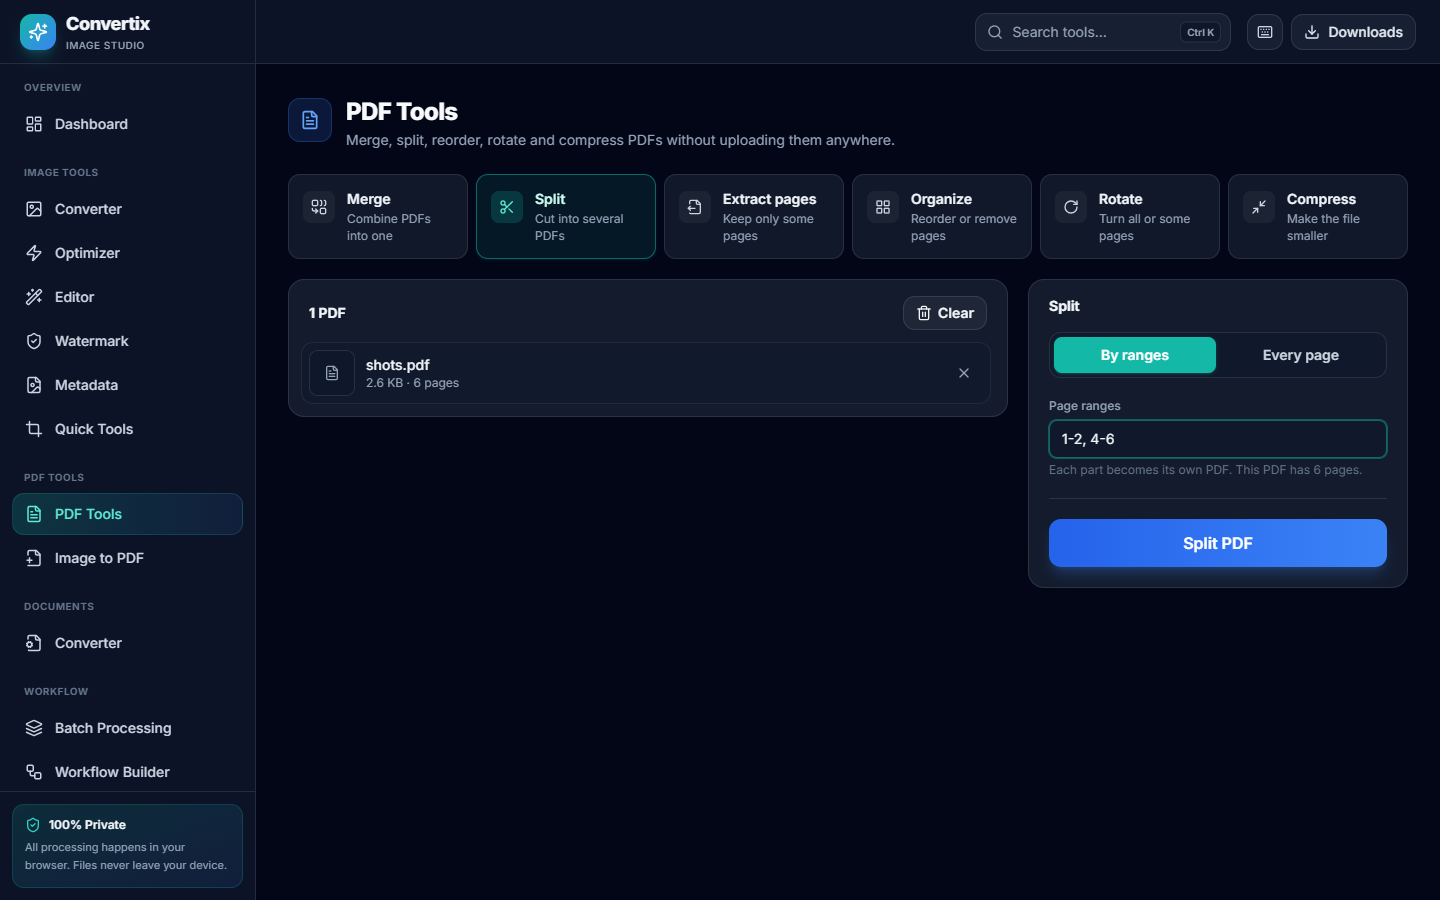 Convertix
IMAGE STUDIO
Search tools...
Ctrl K
Downloads
OVERVIEW
Dashboard
IMAGE TOOLS
Converter
Optimizer
Editor
Watermark
Metadata
Quick Tools
PDF TOOLS
PDF Tools
Image to PDF
DOCUMENTS
Converter
WORKFLOW
Batch Processing
Workflow Builder
100% Private
All processing happens in your
browser. Files never leave your device.
PDF Tools
Merge, split, reorder, rotate and compress PDFs without uploading them anywhere.
Merge
Combine PDFs
into one
Split
Cut into several
PDFs
Extract pages
Keep only some
pages
Organize
Reorder or remove
pages
Rotate
Turn all or some
pages
Compress
Make the file
smaller
1 PDF
Clear
shots.pdf
2.6 KB · 6 pages
Split
By ranges
Every page
Page ranges
1-2, 4-6
Each part becomes its own PDF. This PDF has 6 pages.
Split PDF